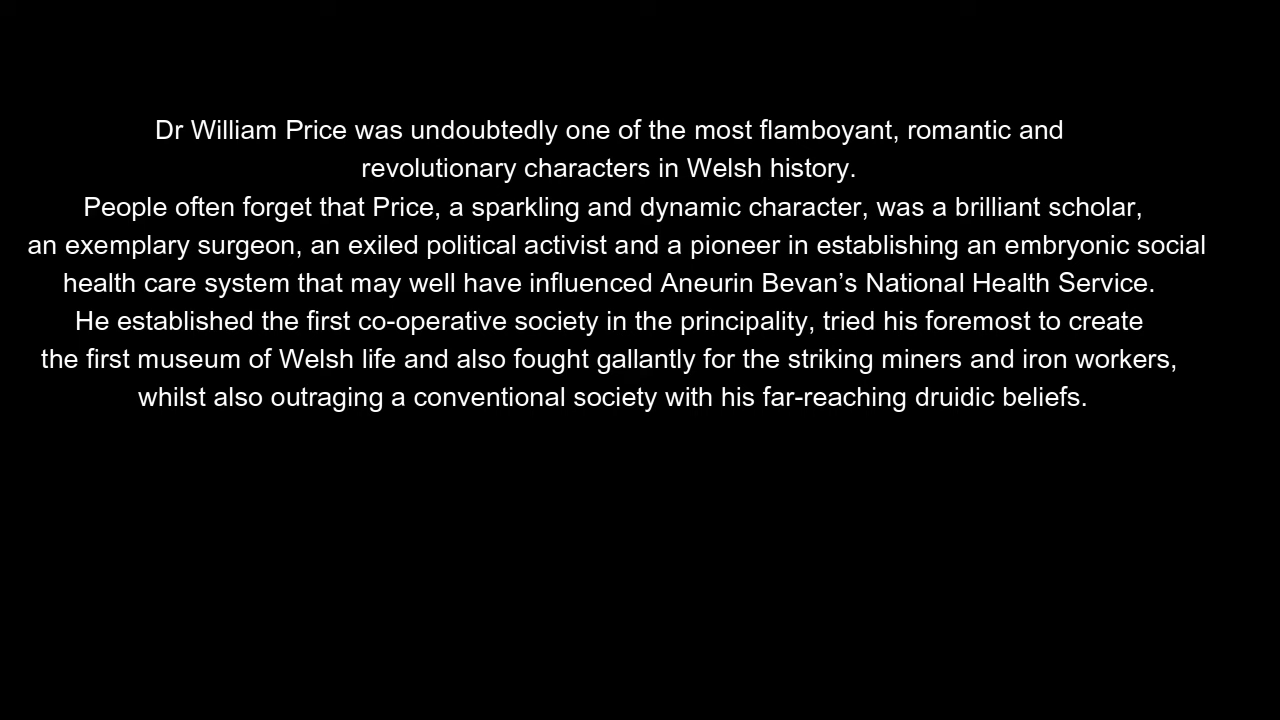 Dr William Price was undoubtedly one of the most flamboyant, romantic and
revolutionary characters in Welsh history.
People often forget that Price, a sparkling and dynamic character, was a brilliant scholar,
an exemplary surgeon, an exiled political activist and a pioneer in establishing an embryonic social
health care system that may well have influenced Aneurin Bevan’s National Health Service.
He established the first co-operative society in the principality, tried his foremost to create
the first museum of Welsh life and also fought gallantly for the striking miners and iron workers,
whilst also outraging a conventional society with his far-reaching druidic beliefs.